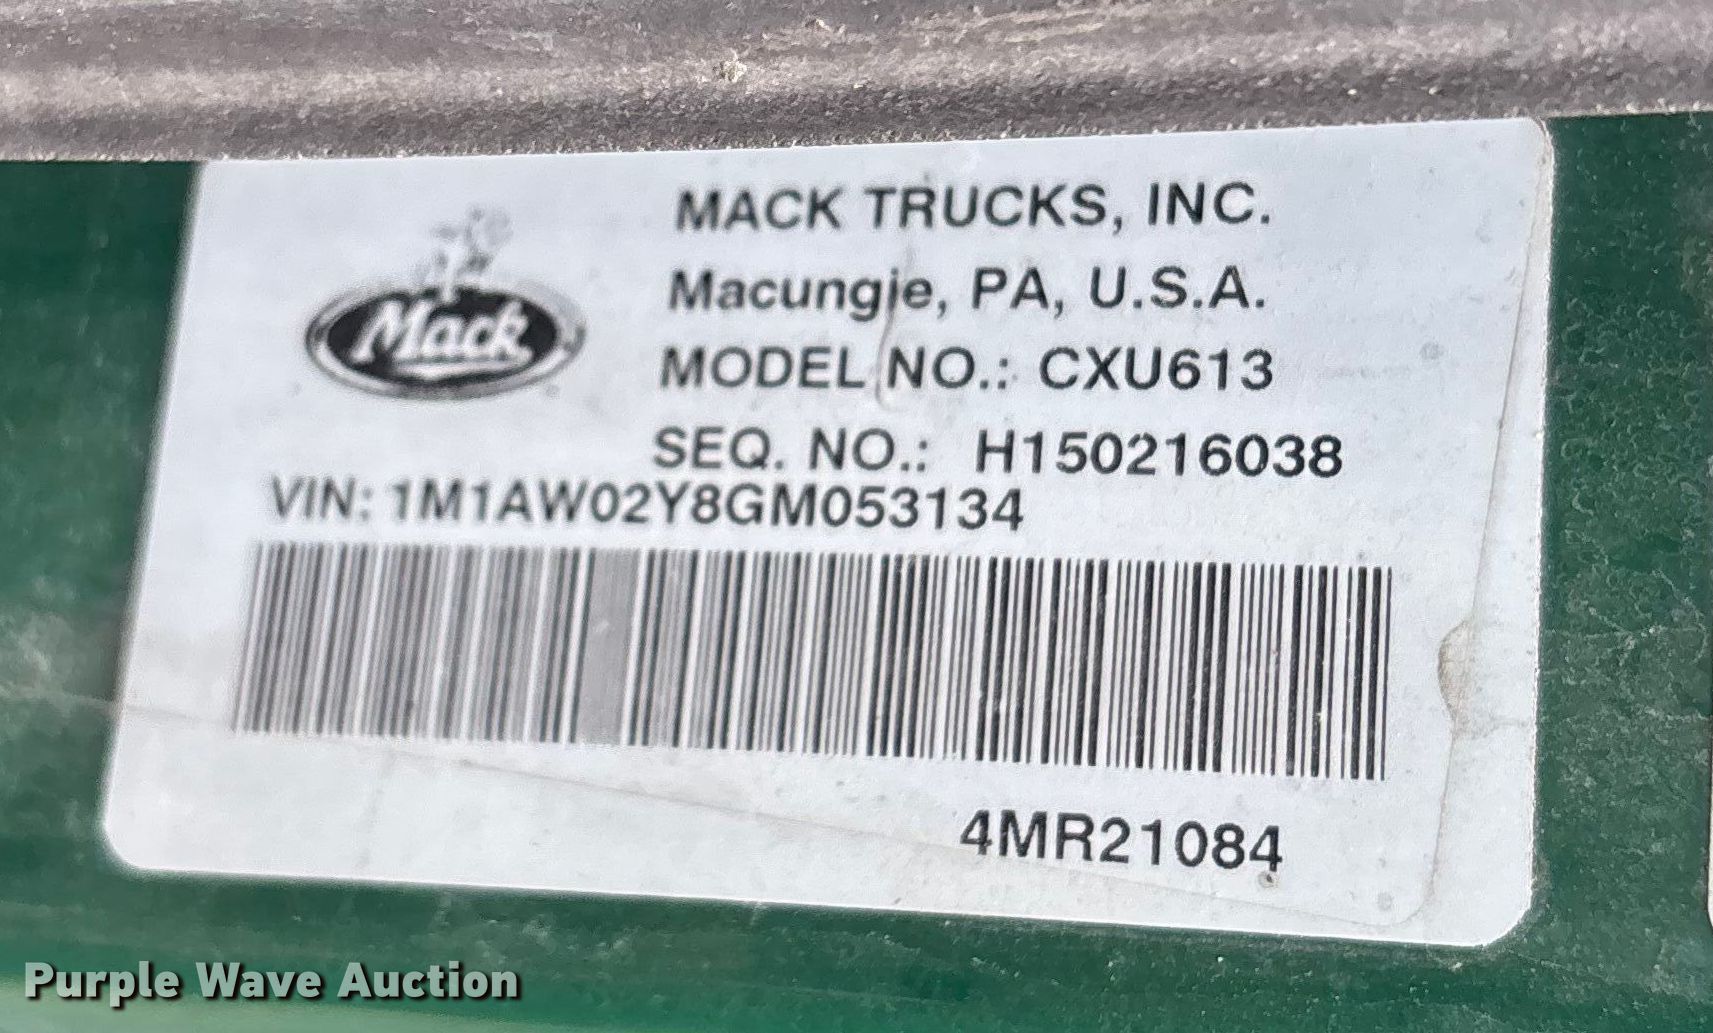 Mack
MACK TRUCKS, INC.
Macungie, PA, U.S.A.
MODEL NO.: CXU613
SEQ. NO.: H150216038
VIN: 1M1AW02Y8GM053134
4MR21084
Purple Wave Auction